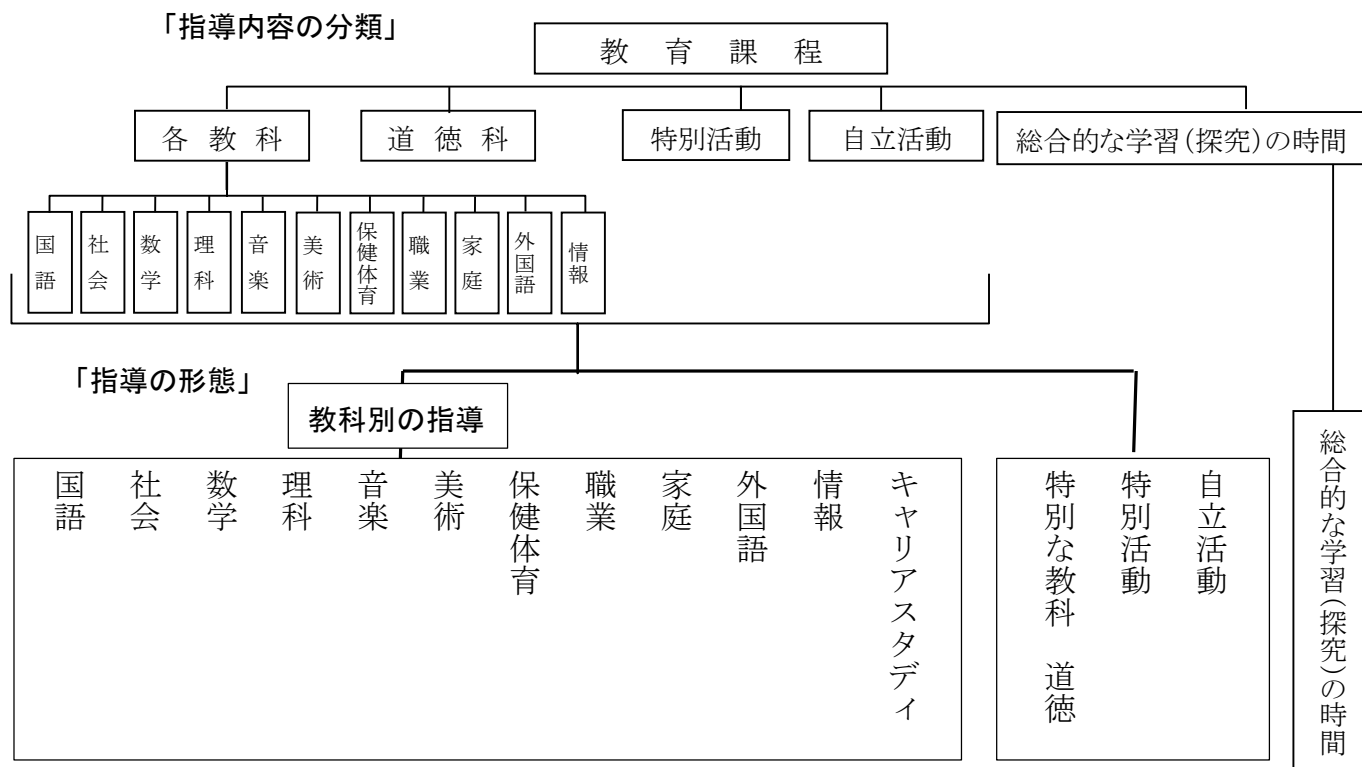 「指導内容の分類」
教育課程
各教科
道徳科
特別活動
自立活動
総合的な学習(探究)の時間
国語
社会
数学
理科
音楽
美術
保健体育
職業
家庭
外国語
情報
「指導の形態」
教科別の指導
国語
社会
数学
理科
音楽
美術
保健体育
職業
家庭
外国語
情報
キャリアスタディ
特別な教科 道徳
特別活動
自立活動
総合的な学習(探究)の時間